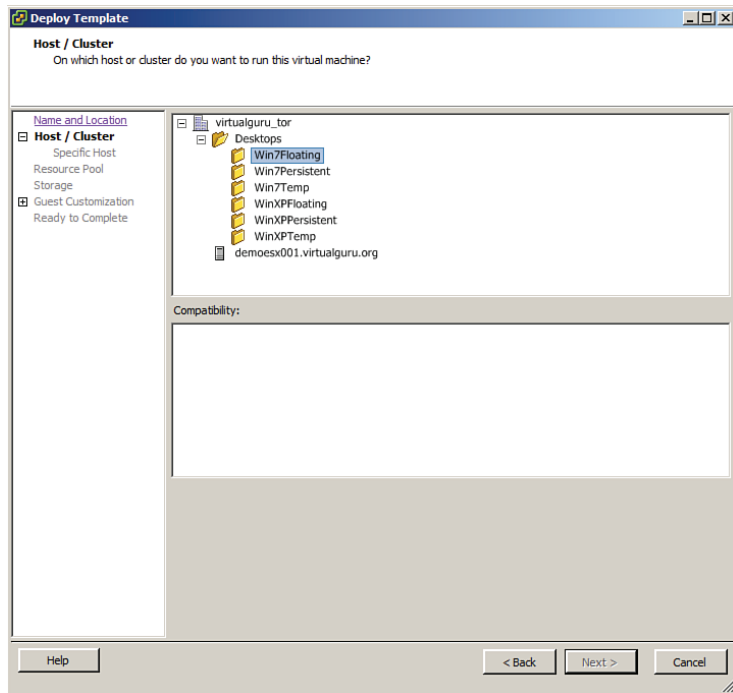 Deploy Template
Host / Cluster
On which host or cluster do you want to run this virtual machine?
Name and Location
Host / Cluster
Specific Host
Resource Pool
Storage
Guest Customization
Ready to Complete
virtualguru_tor
Desktops
Win7Floating
Win7Persistent
Win7Temp
WinXPFloating
WinXPPersistent
WinXPTemp
demoesx001.virtualguru.org
Compatibility:
Help
< Back
Next >
Cancel